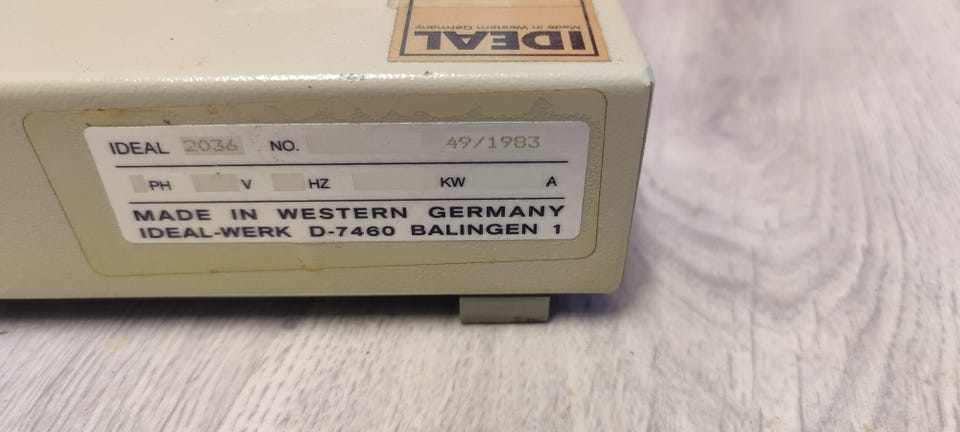 IDEAL
Made in Western Germany
IDEAL 2036 NO. 49/1983
PH V HZ KW A
MADE IN WESTERN GERMANY
IDEAL-WERK D-7460 BALINGEN 1